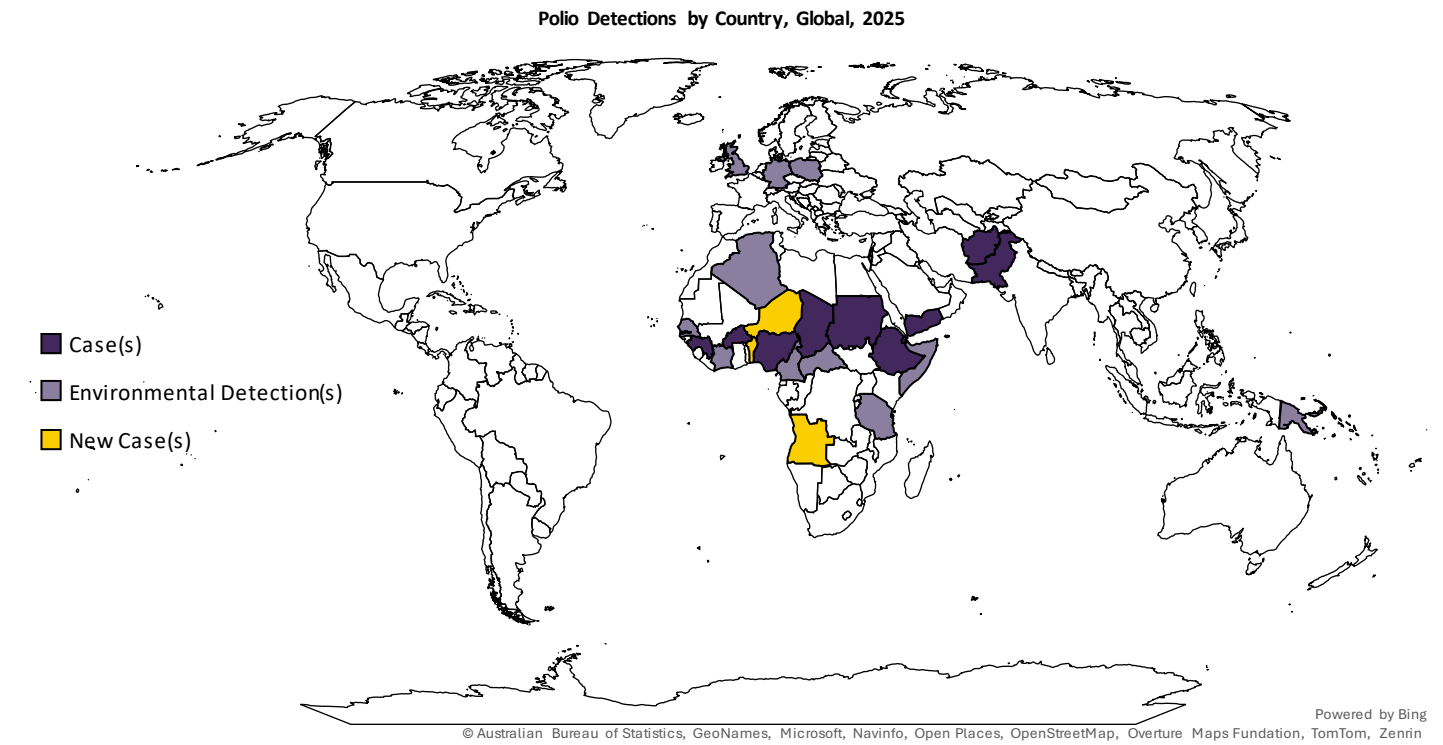 Polio Detections by Country, Global, 2025
Case(s)
Environmental Detection(s)
New Case(s)
Powered by Bing
© Australian Bureau of Statistics, GeoNames, Microsoft, Navinfo, Open Places, OpenStreetMap, Overture Maps Fundation, TomTom, Zenrin